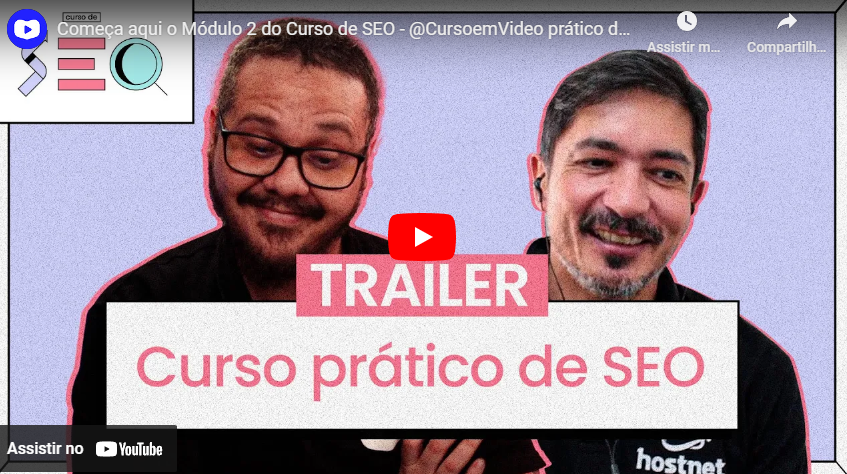 curso de
SEO
Começa aqui o Módulo 2 do Curso de SEO - @CursoemVideo prático d...
Assistir m...
Compartilh...
TRAILER
Curso prático de SEO
Assistir no YouTube
hostnet